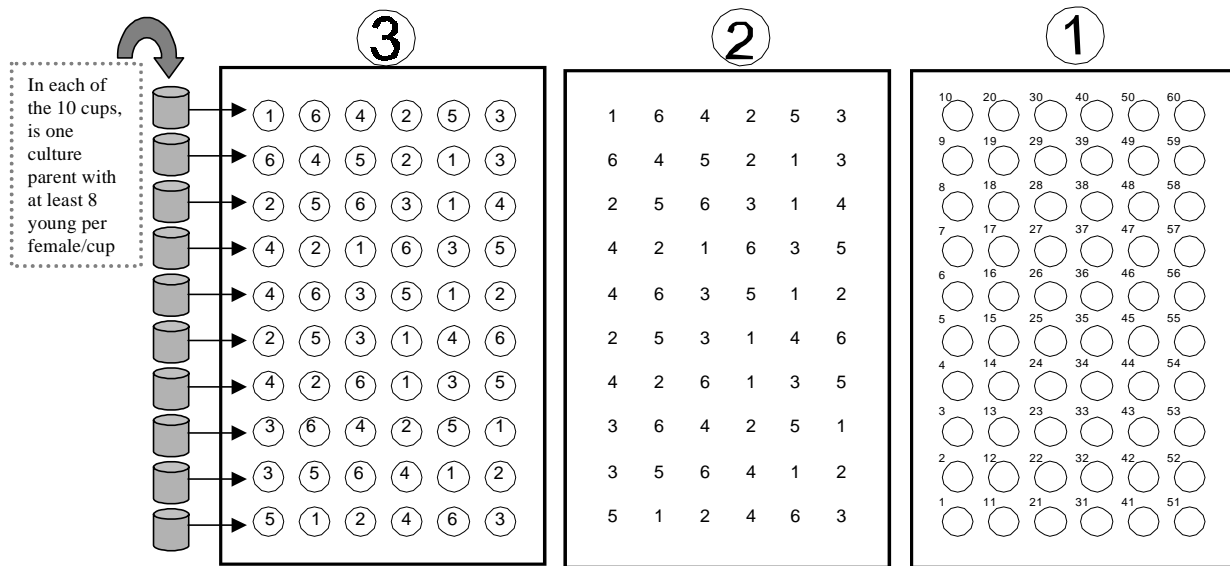 3
2
1
In each of
the 10 cups,
is one
culture
parent with
at least 8
young per
female/cup
1 6 4 2 5 3
6 4 5 2 1 3
2 5 6 3 1 4
4 2 1 6 3 5
4 6 3 5 1 2
2 5 3 1 4 6
4 2 6 1 3 5
3 6 4 2 5 1
3 5 6 4 1 2
5 1 2 4 6 3
1 6 4 2 5 3
6 4 5 2 1 3
2 5 6 3 1 4
4 2 1 6 3 5
4 6 3 5 1 2
2 5 3 1 4 6
4 2 6 1 3 5
3 6 4 2 5 1
3 5 6 4 1 2
5 1 2 4 6 3
10 20 30 40 50 60
9 19 29 39 49 59
8 18 28 38 48 58
7 17 27 37 47 57
6 16 26 36 46 56
5 15 25 35 45 55
4 14 24 34 44 54
3 13 23 33 43 53
2 12 22 32 42 52
1 11 21 31 41 51